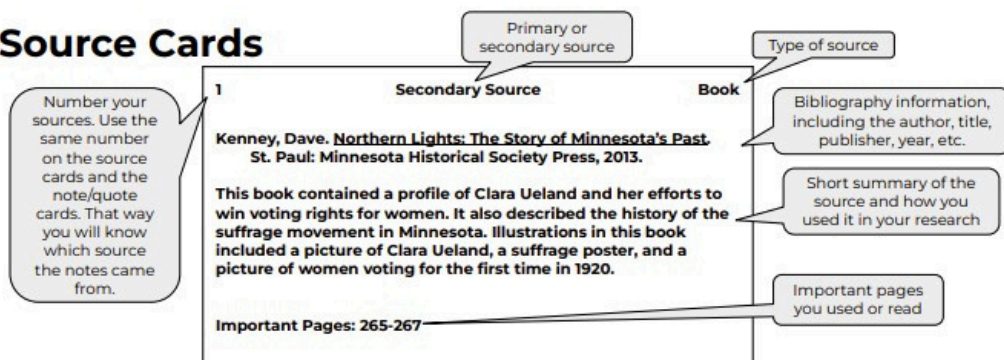 Source Cards
Primary or
secondary source
Type of source
Number your
sources. Use the
same number
on the source
cards and the
note/quote
cards. That way
you will know
which source
the notes came
from.
1 Secondary Source Book
Kenney, Dave. Northern Lights: The Story of Minnesota's Past.
St. Paul: Minnesota Historical Society Press, 2013.
This book contained a profile of Clara Ueland and her efforts to
win voting rights for women. It also described the history of the
suffrage movement in Minnesota. Illustrations in this book
included a picture of Clara Ueland, a suffrage poster, and a
picture of women voting for the first time in 1920.
Important Pages: 265-267
Bibliography information,
including the author, title,
publisher, year, etc.
Short summary of the
source and how you
used it in your research
Important pages
you used or read